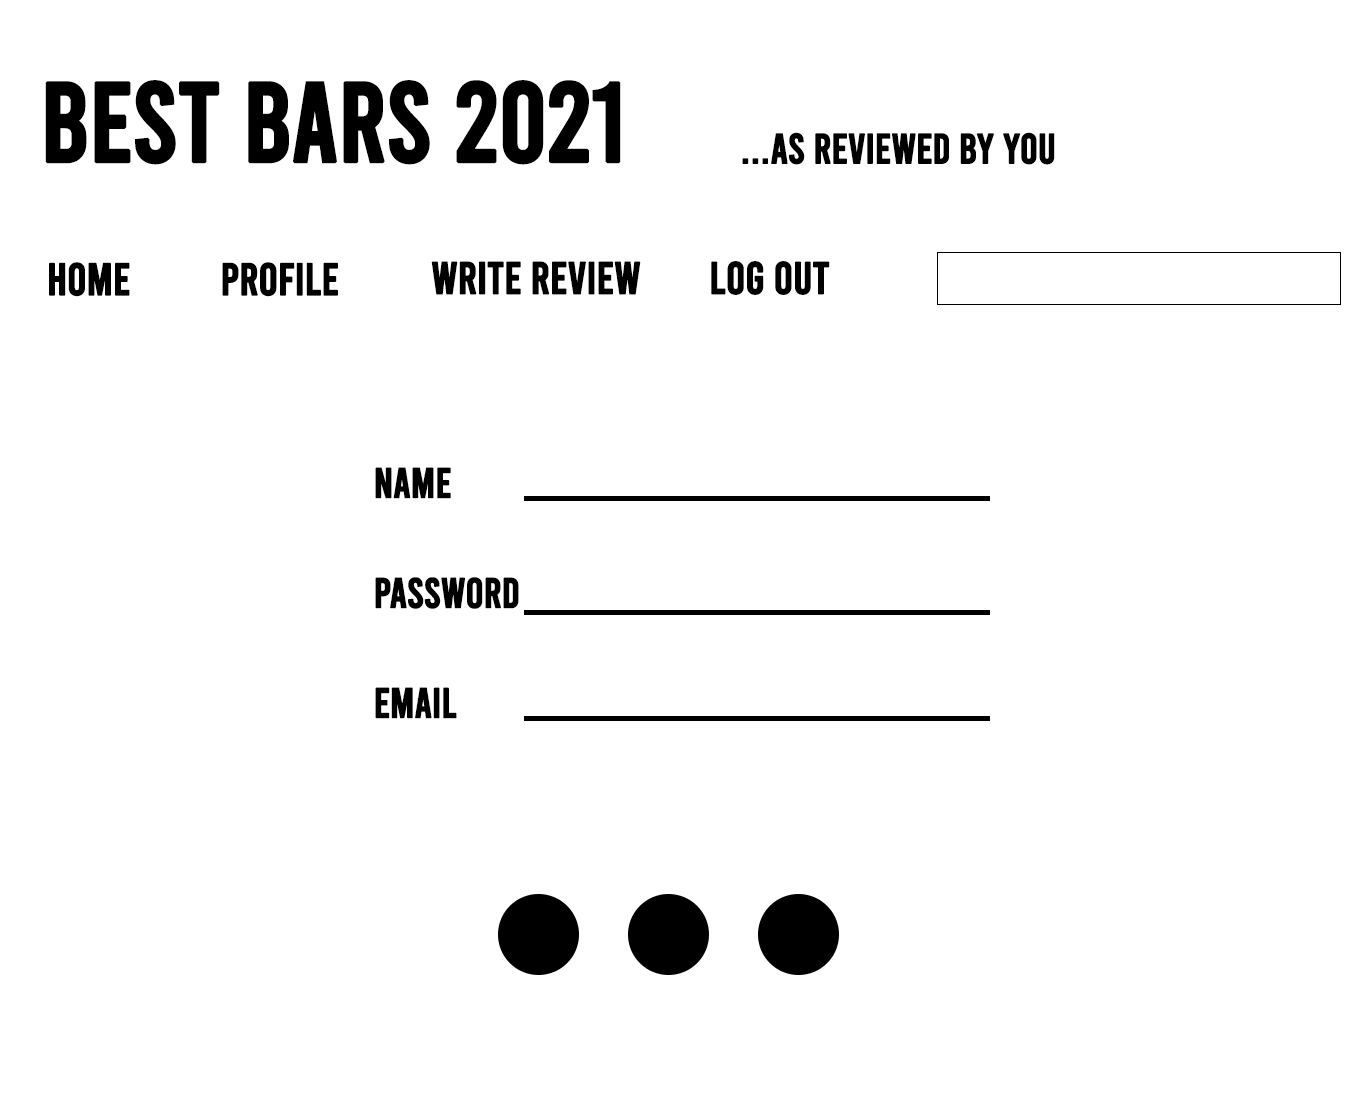 BEST BARS 2021
...AS REVIEWED BY YOU
HOME PROFILE WRITE REVIEW LOG OUT
NAME
PASSWORD
EMAIL